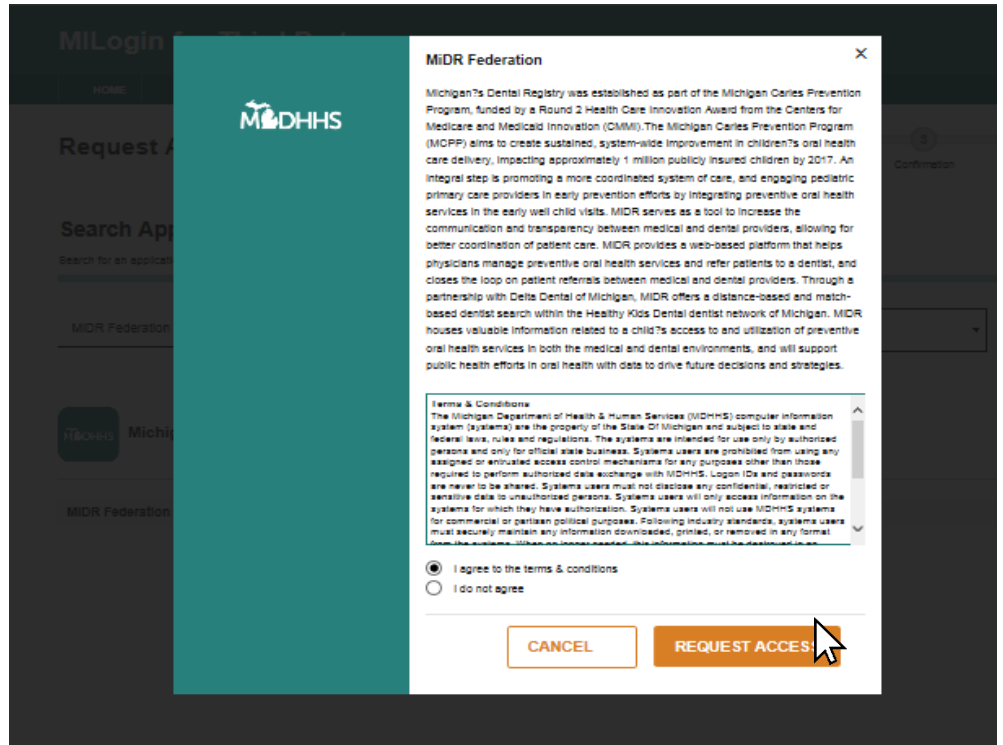 MILogin
HOME
Request
Search
Search for an
MiDR Federation
3
Confirmation
MDHHS
MDHHS
MiDR Federation
MiDR Federation
×
Michigan?s Dental Registry was established as part of the Michigan Caries Prevention
Program, funded by a Round 2 Health Care Innovation Award from the Centers for
Medicare and Medicaid Innovation (CMMI).The Michigan Caries Prevention Program
(MCPP) aims to create sustained, system-wide improvement in children?s oral health
care delivery, impacting approximately 1 million publicly insured children by 2017. An
integral step is promoting a more coordinated system of care, and engaging pediatric
primary care providers in early prevention efforts by integrating preventive oral health
services in the early well child visits. MiDR serves as a tool to increase the
communication and transparency between medical and dental providers, allowing for
better coordination of patient care. MiDR provides a web-based platform that helps
physicians manage preventive oral health services and refer patients to a dentist, and
closes the loop on patient referrals between medical and dental providers. Through a
partnership with Delta Dental of Michigan, MiDR offers a distance-based and match-
based dentist search within the Healthy Kids Dental dentist network of Michigan. MiDR
houses valuable information related to a child?s access to and utilization of preventive
oral health services in both the medical and dental environments, and will support
public health efforts in oral health with data to drive future decisions and strategies.
Terms & Conditions
The Michigan Department of Health & Human Services (MDHHS) computer information
system (systems) are the property of the State Of Michigan and subject to state and
federal laws, rules and regulations. The systems are intended for use only by authorized
persons and only for official state business. Systems users are prohibited from using any
assigned or entrusted access control mechanisms for any purposes other than those
required to perform authorized data exchange with MDHHS. Logon IDs and passwords
are never to be shared. Systems users must not disclose any confidential, restricted or
sensitive data to unauthorized persons. Systems users will only access information on the
systems for which they have authorization. Systems users will not use MDHHS systems
for commercial or partisan political purposes. Following industry standards, systems users
must securely maintain any information downloaded, printed, or removed in any format
from the systems. When no longer needed, this information must be destroyed in an
I agree to the terms & conditions
I do not agree
CANCEL
REQUEST ACCESS